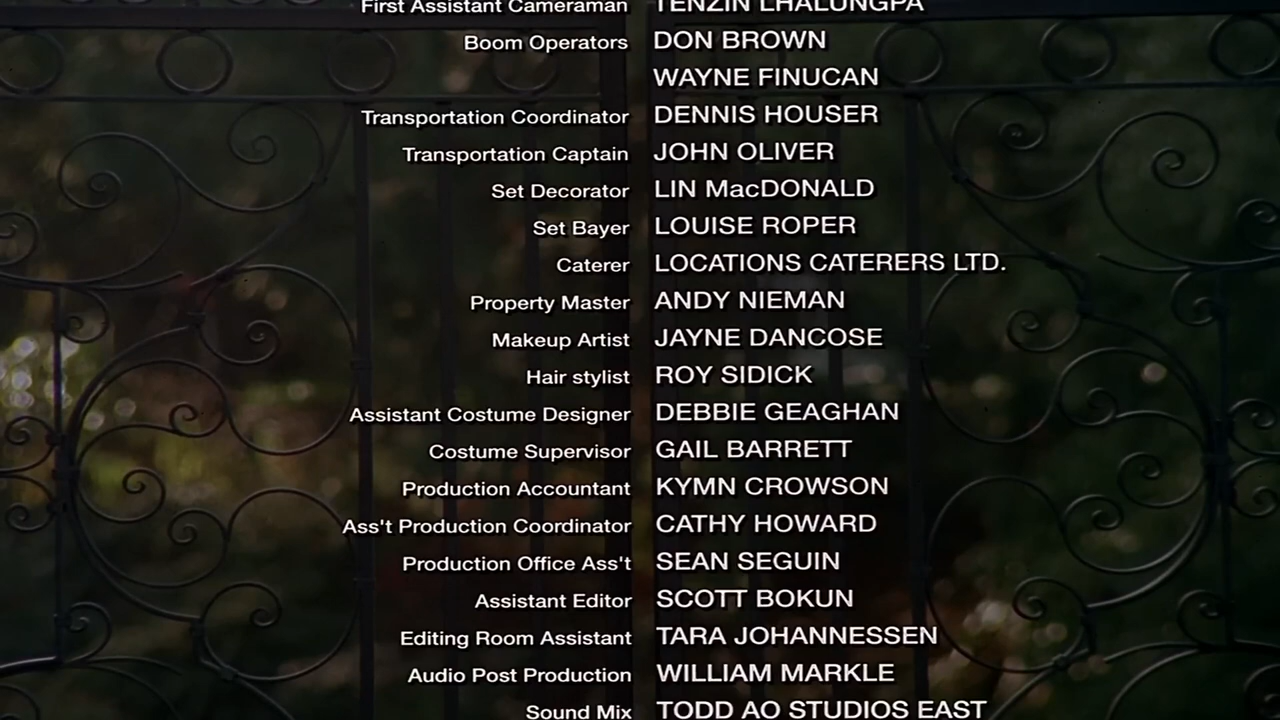 First Assistant Cameraman TENZIN LHALUNGPA
Boom Operators DON BROWN
WAYNE FINUCAN
Transportation Coordinator DENNIS HOUSER
Transportation Captain JOHN OLIVER
Set Decorator LIN MacDONALD
Set Bayer LOUISE ROPER
Caterer LOCATIONS CATERERS LTD.
Property Master ANDY NIEMAN
Makeup Artist JAYNE DANCOSE
Hair stylist ROY SIDICK
Assistant Costume Designer DEBBIE GEAGHAN
Costume Supervisor GAIL BARRETT
Production Accountant KYMN CROWSON
Ass't Production Coordinator CATHY HOWARD
Production Office Ass't SEAN SEGUIN
Assistant Editor SCOTT BOKUN
Editing Room Assistant TARA JOHANNESSEN
Audio Post Production WILLIAM MARKLE
Sound Mix TODD AO STUDIOS EAST